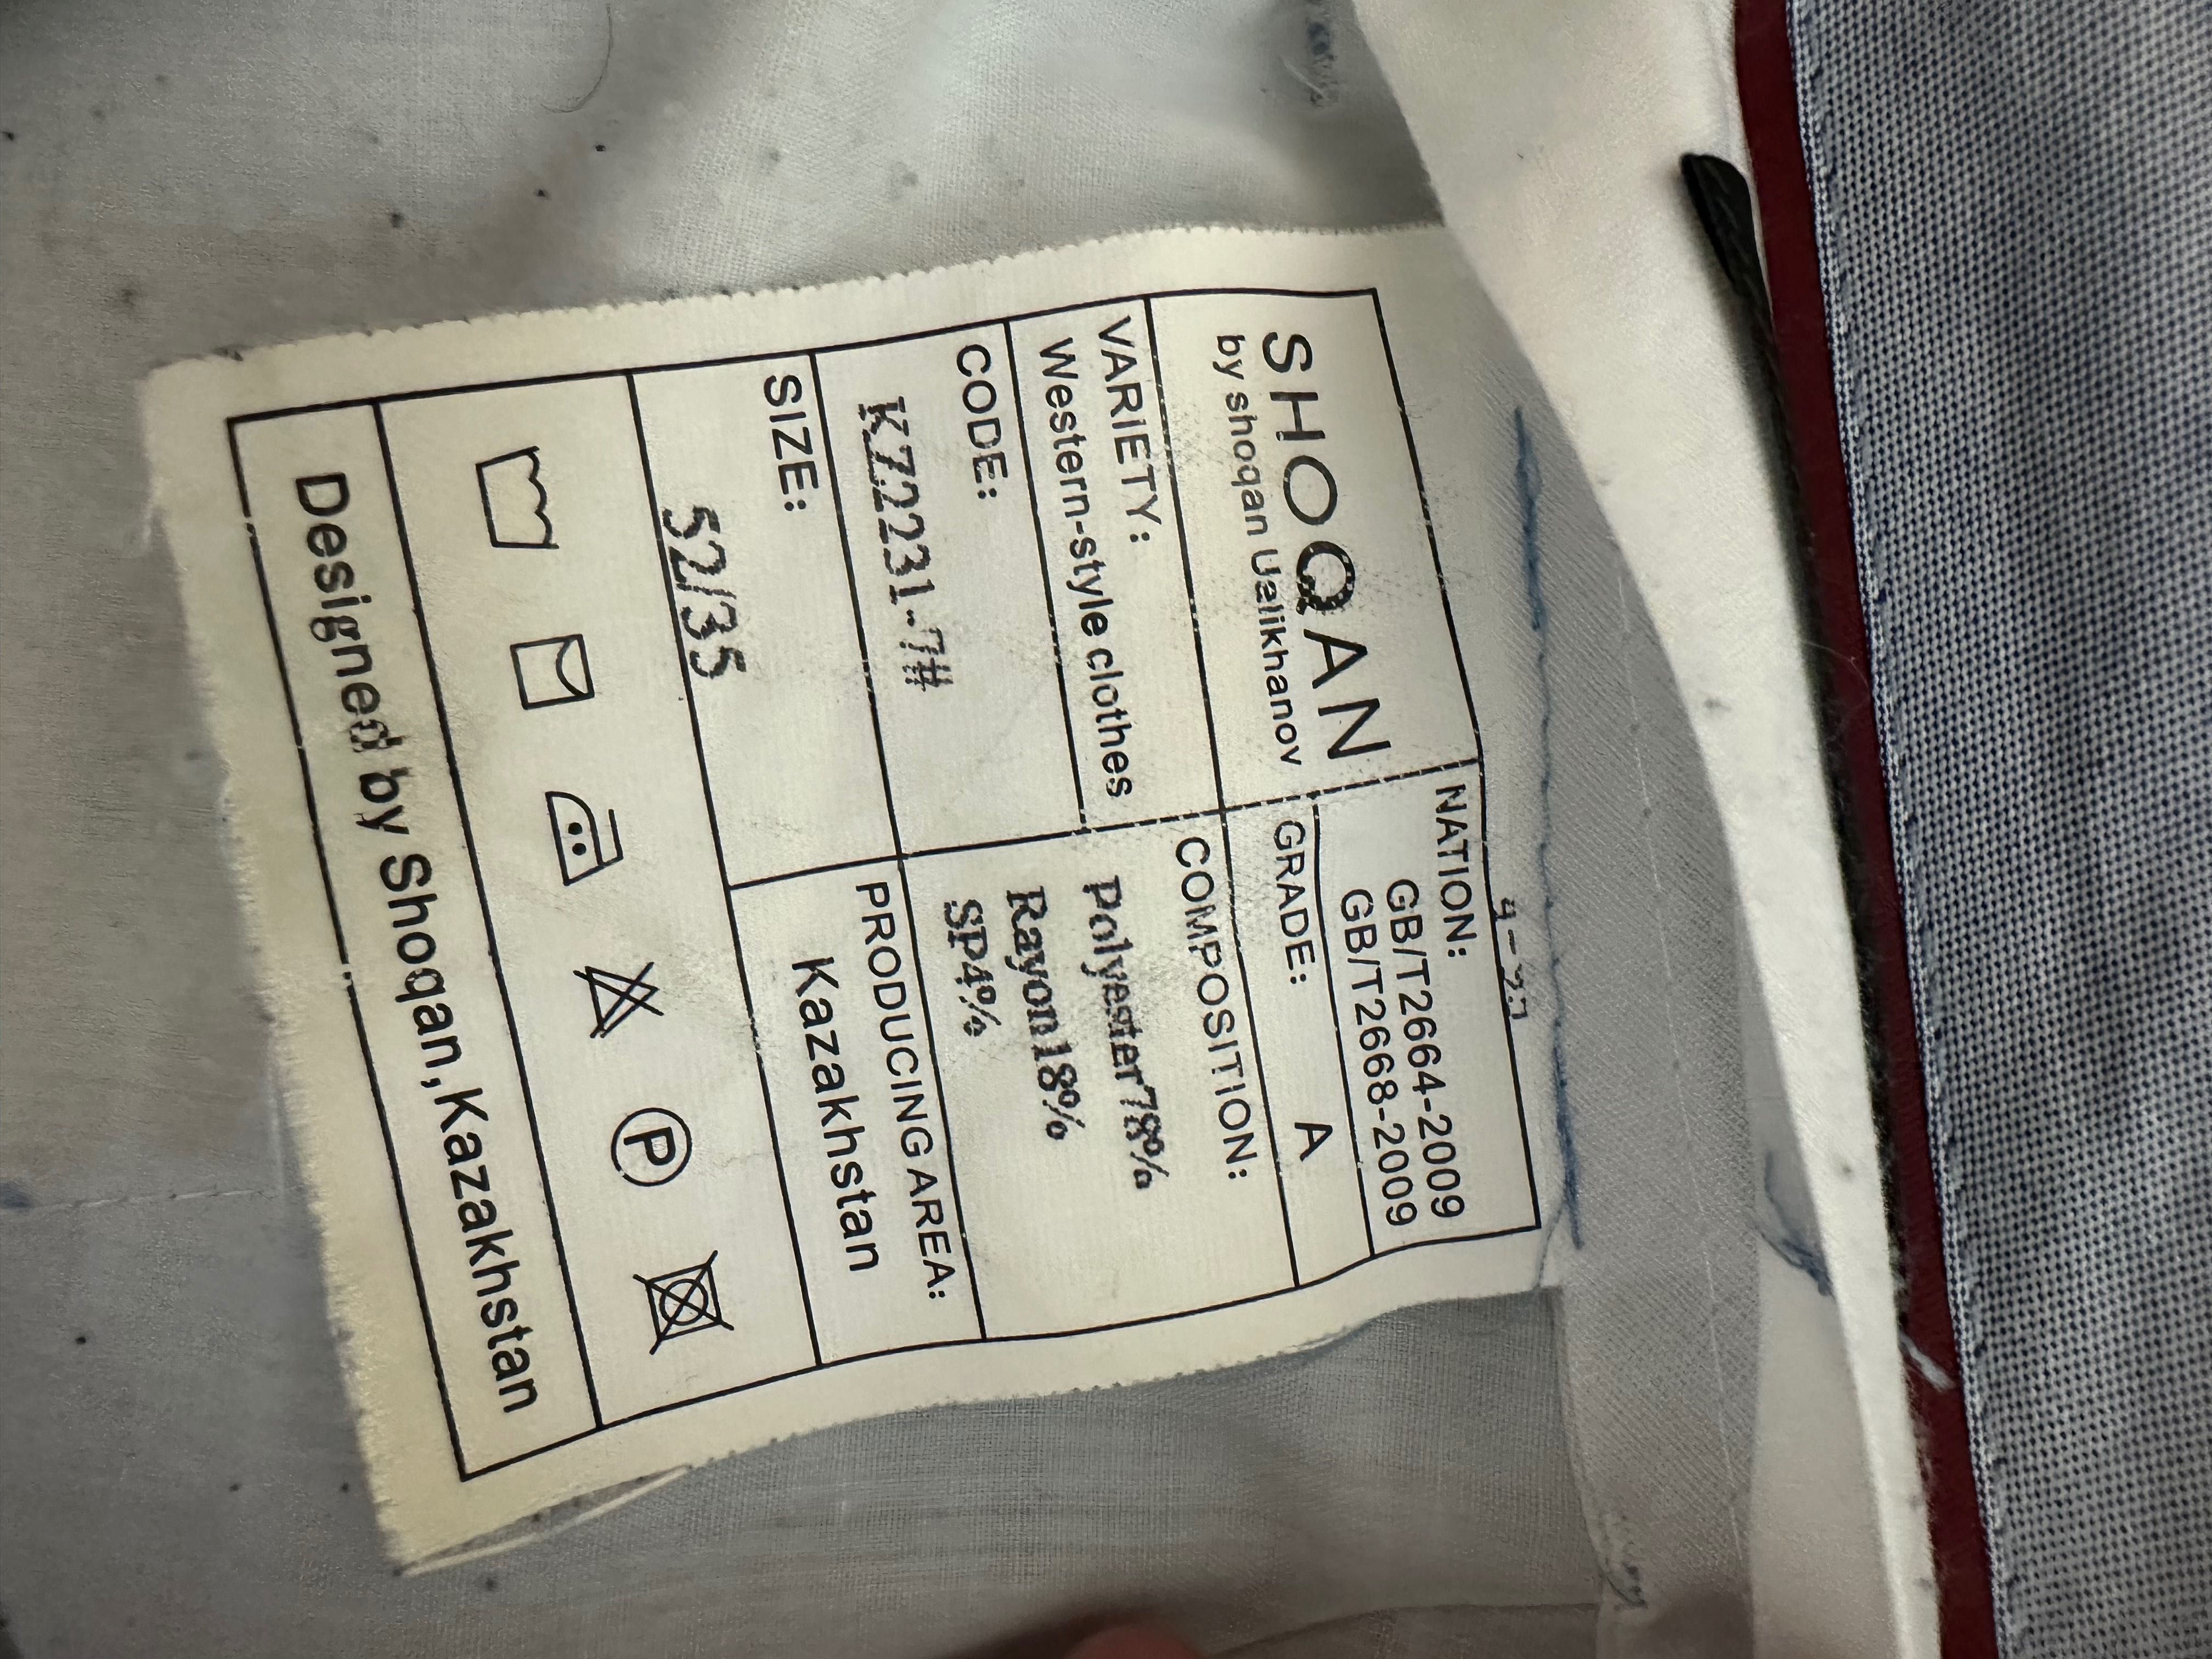 SHOQAN
by shoqan Ualikhanov
NATION:
GB/T2664-2009
GB/T2668-2009
GRADE: A
VARIETY:
Western-style clothes
COMPOSITION:
Polyester78%
Rayon18%
SP4%
CODE:
KZ2231-7#
SIZE:
52/35
PRODUCING AREA:
Kazakhstan
P
Designed by Shoqan,Kazakhstan